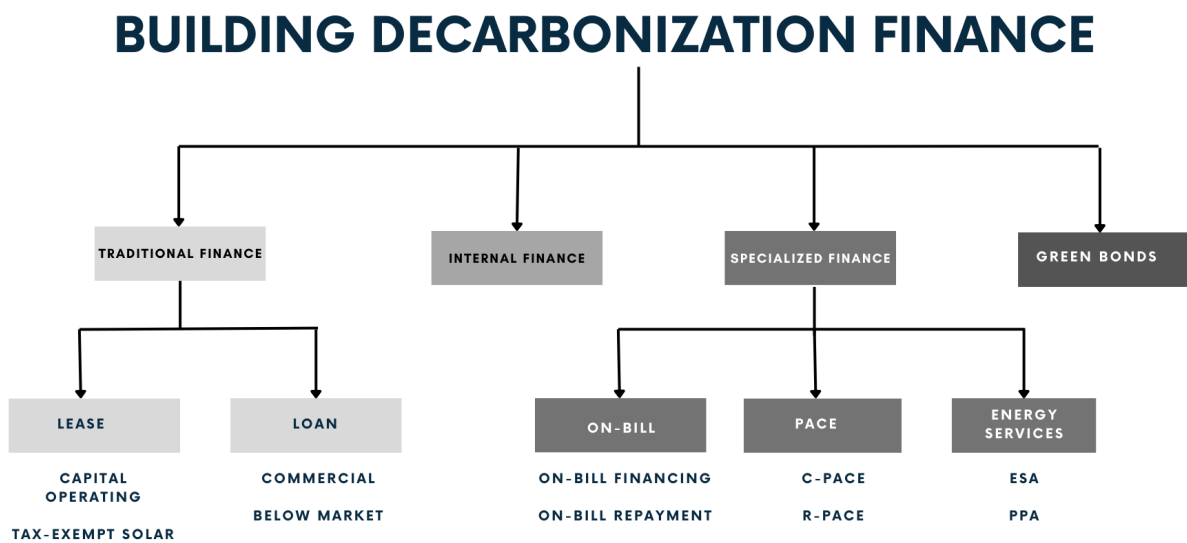 BUILDING DECARBONIZATION FINANCE
TRADITIONAL FINANCE
INTERNAL FINANCE
SPECIALIZED FINANCE
GREEN BONDS
LEASE
LOAN
ON-BILL
PACE
ENERGY
SERVICES
CAPITAL
OPERATING
TAX-EXEMPT SOLAR
COMMERCIAL
BELOW MARKET
ON-BILL FINANCING
ON-BILL REPAYMENT
C-PACE
R-PACE
ESA
PPA